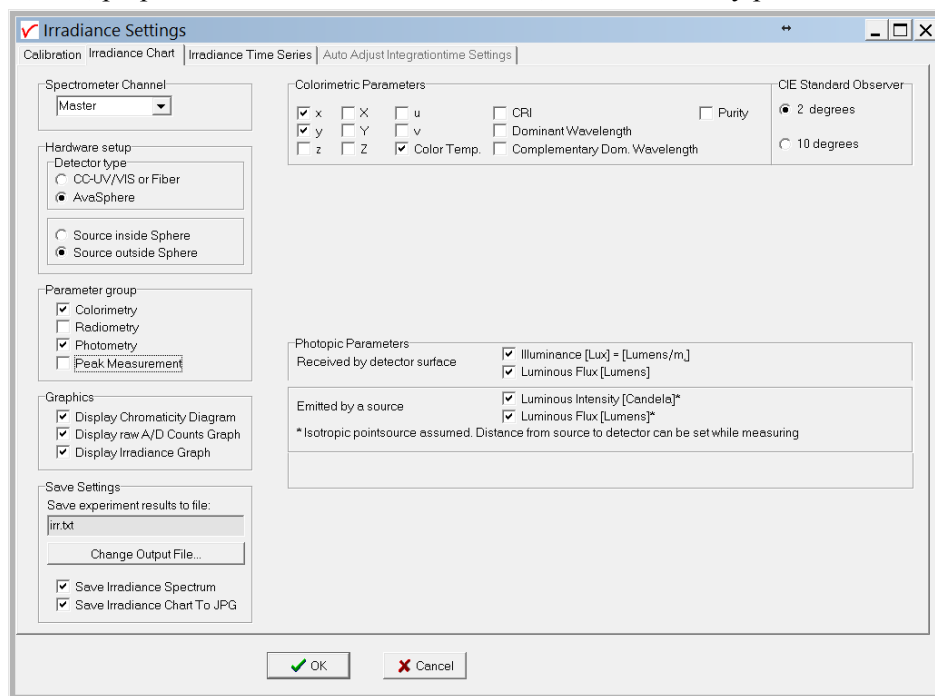 Irradiance Settings
Calibration Irradiance Chart Irradiance Time Series Auto Adjust Integrationtime Settings
Spectrometer Channel
Master
Hardware setup
Detector type
CC-UV/VIS or Fiber
AvaSphere
Source inside Sphere
Source outside Sphere
Parameter group
Colorimetry
Radiometry
Photometry
Peak Measurement
Graphics
Display Chromaticity Diagram
Display raw A/D Counts Graph
Display Irradiance Graph
Save Settings
Save experiment results to file:
irr.txt
Change Output File...
Save Irradiance Spectrum
Save Irradiance Chart To JPG
Colorimetric Parameters
x X u CRI Purity
y Y v Dominant Wavelength
z Z Color Temp. Complementary Dom. Wavelength
CIE Standard Observer
2 degrees
10 degrees
Photopic Parameters
Received by detector surface
Illuminance [Lux] = [Lumens/m,]
Luminous Flux [Lumens]
Emitted by a source
Luminous Intensity [Candela]*
Luminous Flux [Lumens]*
* Isotropic pointsource assumed. Distance from source to detector can be set while measuring
OK Cancel